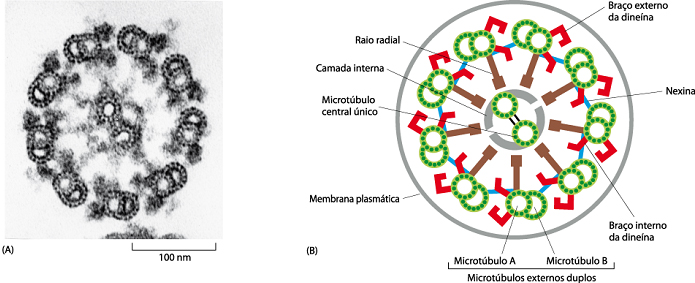 (A)
100 nm
(B)
Raio radial
Camada interna
Microtúbulo
central único
Membrana plasmática
Braço externo
da dineína
Nexina
Braço interno
da dineína
Microtúbulo A
Microtúbulo B
Microtúbulos externos duplos